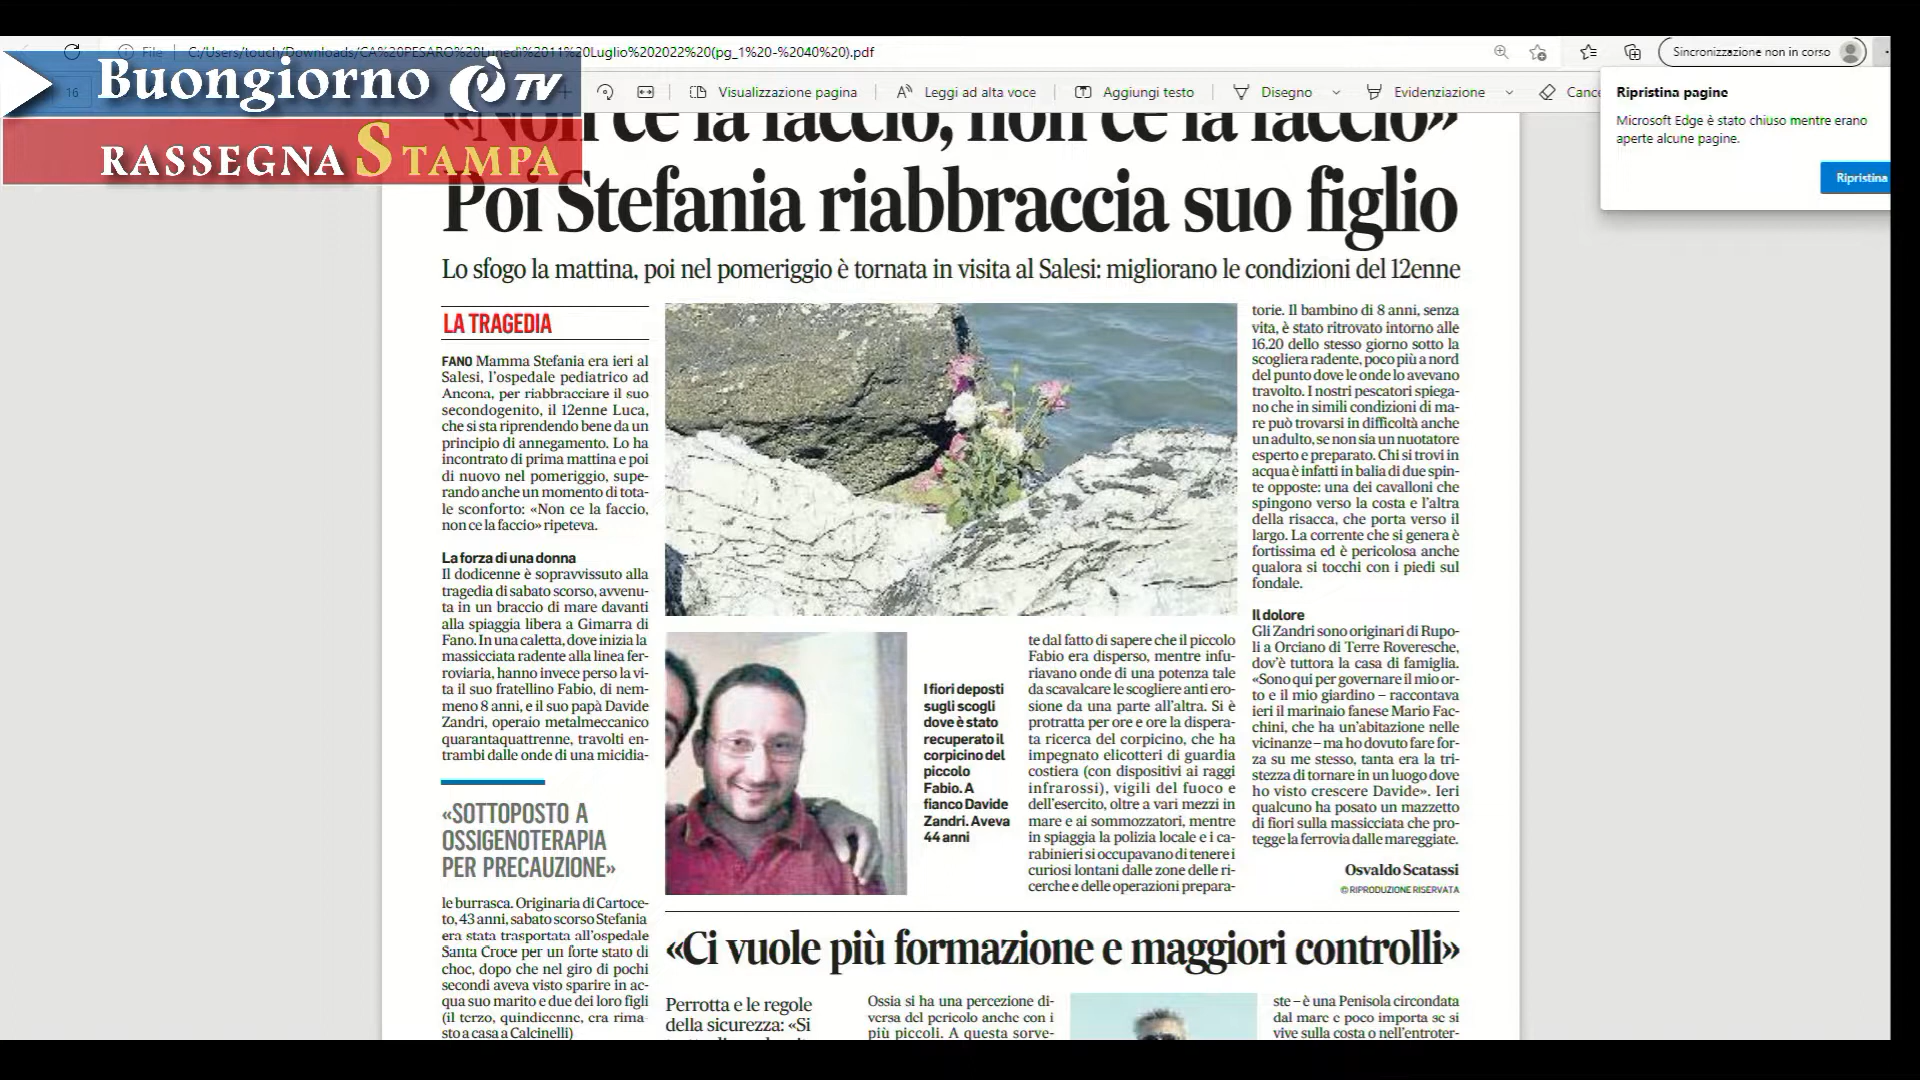 File
C:/Users/touch/Downloads/CA%20PESARO%20Lunedì%2011%20Luglio%202022%20(pg_1%20-%2040%20).pdf
Sincronizzazione non in corso
Buongiorno è TV
RASSEGNA STAMPA
16
Visualizzazione pagina
Leggi ad alta voce
Aggiungi testo
Disegno
Evidenziazione
Ripristina pagine
Microsoft Edge è stato chiuso mentre erano
aperte alcune pagine.
Ripristina
«Non ce la faccio, non ce la faccio»
Poi Stefania riabbraccia suo figlio
Lo sfogo la mattina, poi nel pomeriggio è tornata in visita al Salesi: migliorano le condizioni del 12enne
LA TRAGEDIA
FANO Mamma Stefania era ieri al
Salesi, l'ospedale pediatrico ad
Ancona, per riabbracciare il suo
secondogenito, il 12enne Luca,
che si sta riprendendo bene da un
principio di annegamento. Lo ha
incontrato di prima mattina e poi
di nuovo nel pomeriggio, supe-
rando anche un momento di tota-
le sconforto: «Non ce la faccio,
non ce la faccio» ripeteva.
La forza di una donna
Il dodicenne è sopravvissuto alla
tragedia di sabato scorso, avvenu-
ta in un braccio di mare davanti
alla spiaggia libera a Gimarra di
Fano. In una caletta, dove inizia la
massicciata radente alla linea fer-
roviaria, hanno invece perso la vi-
ta il suo fratellino Fabio, di nem-
meno 8 anni, e il suo papà Davide
Zandri, operaio metalmeccanico
quarantaquattrenne, travolti en-
trambi dalle onde di una micidia-
«SOTTOPOSTO A
OSSIGENOTERAPIA
PER PRECAUZIONE»
le burrasca. Originaria di Cartoce-
to, 43 anni, sabato scorso Stefania
era stata trasportata all'ospedale
Santa Croce per un forte stato di
choc, dopo che nel giro di pochi
secondi aveva visto sparire in ac-
qua suo marito e due dei loro figli
(il terzo, quindicenne, era rima-
sto a casa a Calcinelli)
I fiori deposti
sugli scogli
dove è stato
recuperato il
corpicino del
piccolo
Fabio. A
fianco Davide
Zandri. Aveva
44 anni
te dal fatto di sapere che il piccolo
Fabio era disperso, mentre infu-
riavano onde di una potenza tale
da scavalcare le scogliere anti ero-
sione da una parte all'altra. Si è
protratta per ore e ore la dispera-
ta ricerca del corpicino, che ha
impegnato elicotteri di guardia
costiera (con dispositivi ai raggi
infrarossi), vigili del fuoco e
dell'esercito, oltre a vari mezzi in
mare e ai sommozzatori, mentre
in spiaggia la polizia locale e i ca-
rabinieri si occupavano di tenere i
curiosi lontani dalle zone delle ri-
cerche e delle operazioni prepara-
torie. Il bambino di 8 anni, senza
vita, è stato ritrovato intorno alle
16.20 dello stesso giorno sotto la
scogliera radente, poco più a nord
del punto dove le onde lo avevano
travolto. I nostri pescatori spiega-
no che in simili condizioni di ma-
re può trovarsi in difficoltà anche
un adulto, se non sia un nuotatore
esperto e preparato. Chi si trovi in
acqua è infatti in balia di due spin-
te opposte: una dei cavalloni che
spingono verso la costa e l'altra
della risacca, che porta verso il
largo. La corrente che si genera è
fortissima ed è pericolosa anche
qualora si tocchi con i piedi sul
fondale.
Il dolore
Gli Zandri sono originari di Rupo-
li a Orciano di Terre Roveresche,
dov'è tuttora la casa di famiglia.
«Sono qui per governare il mio or-
to e il mio giardino – raccontava
ieri il marinaio fanese Mario Fac-
chini, che ha un'abitazione nelle
vicinanze – ma ho dovuto fare for-
za su me stesso, tanta era la tri-
stezza di tornare in un luogo dove
ho visto crescere Davide». Ieri
qualcuno ha posato un mazzetto
di fiori sulla massicciata che pro-
tegge la ferrovia dalle mareggiate.
Osvaldo Scatassi
© RIPRODUZIONE RISERVATA
«Ci vuole più formazione e maggiori controlli»
Perrotta e le regole
della sicurezza: «Si
Ossia si ha una percezione di-
versa del pericolo anche con i
più piccoli. A questa sorve-
ste – è una Penisola circondata
dal mare e poco importa se si
vive sulla costa o nell'entroter-